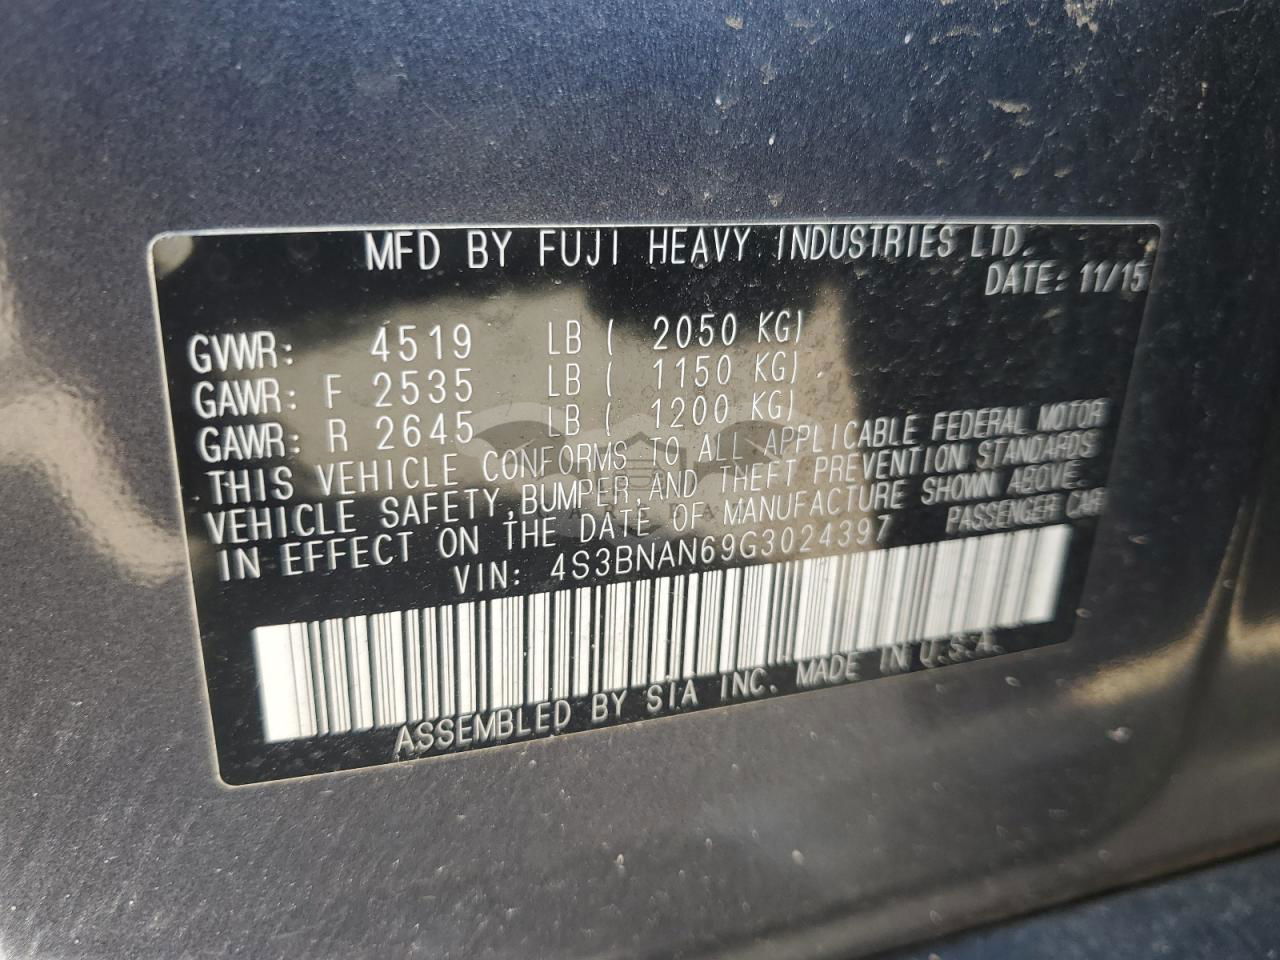 MFD BY FUJI HEAVY INDUSTRIES LTD.
DATE: 11/15
GVWR: 4519 LB ( 2050 KG)
GAWR: F 2535 LB ( 1150 KG)
GAWR: R 2645 LB ( 1200 KG)
THIS VEHICLE CONFORMS TO ALL APPLICABLE FEDERAL MOTOR
VEHICLE SAFETY, BUMPER, AND THEFT PREVENTION STANDARDS
IN EFFECT ON THE DATE OF MANUFACTURE SHOWN ABOVE.
VIN: 4S3BNAN69G3024397 PASSENGER CAR
ASSEMBLED BY SIA INC. MADE IN U.S.A.